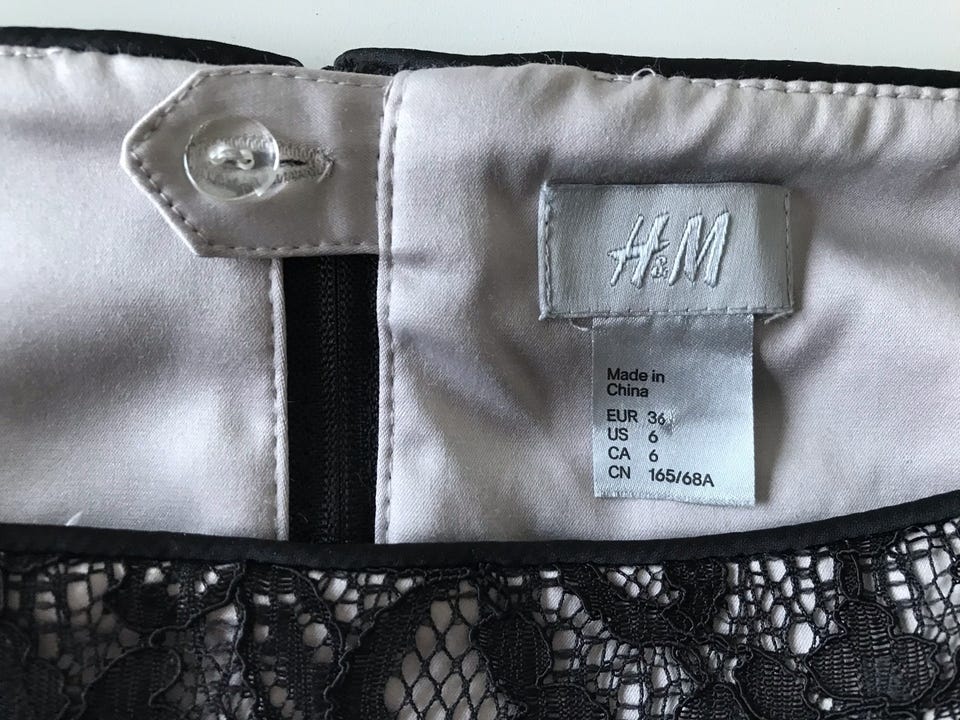 H&M
Made in
China
EUR 36
US 6
CA 6
CN 165/68A